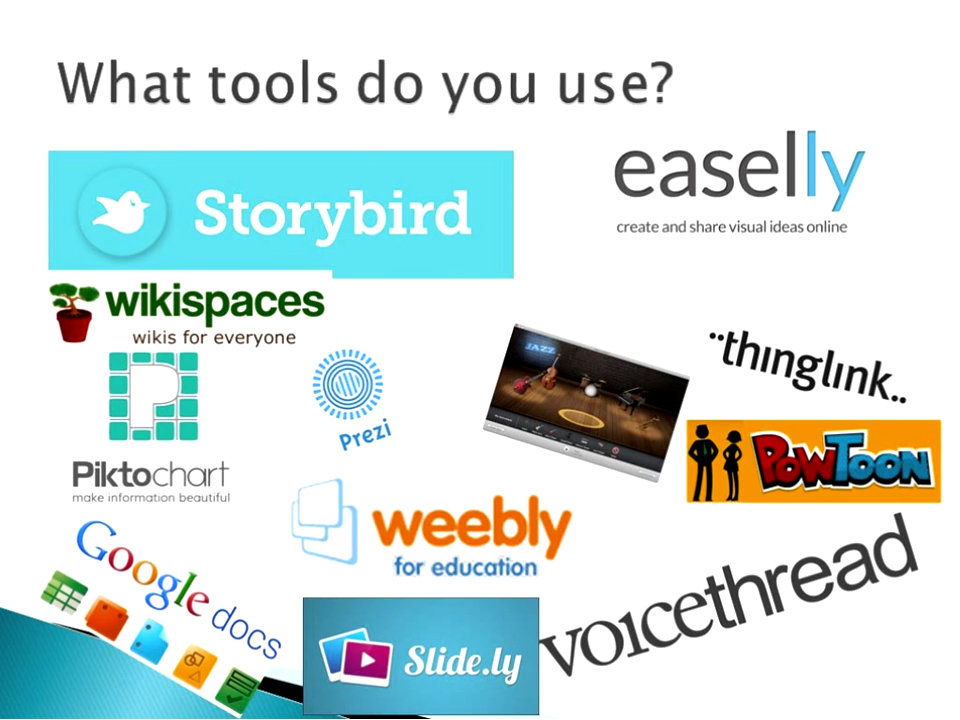 What tools do you use?
Storybird
easelly
create and share visual ideas online
wikispaces
wikis for everyone
JAZZ
¨thinglink..
Prezi
PowToon
Piktochart
make information beautiful
weebly
for education
voicethread
Google docs
Slide.ly